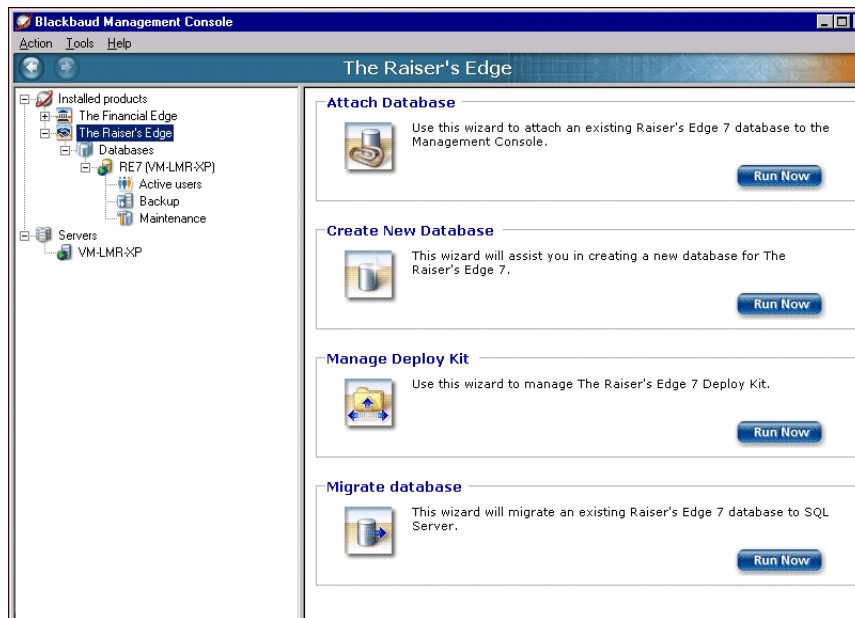 Blackbaud Management Console
Action Tools Help
The Raiser's Edge
Installed products
The Financial Edge
The Raiser's Edge
Databases
RE7 (VM-LMR-XP)
Active users
Backup
Maintenance
Servers
VM-LMR-XP
Attach Database
Use this wizard to attach an existing Raiser's Edge 7 database to the
Management Console.
Run Now
Create New Database
This wizard will assist you in creating a new database for The
Raiser's Edge 7.
Run Now
Manage Deploy Kit
Use this wizard to manage The Raiser's Edge 7 Deploy Kit.
Run Now
Migrate database
This wizard will migrate an existing Raiser's Edge 7 database to SQL
Server.
Run Now